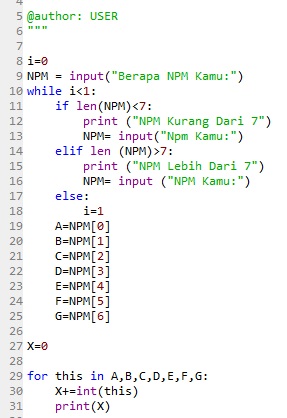 4
5 @author: USER
6 """
7
8 i=0
9 NPM = input("Berapa NPM Kamu:")
10 while i<1:
11 if len(NPM)<7:
12 print ("NPM Kurang Dari 7")
13 NPM= input("Npm Kamu:")
14 elif len (NPM)>7:
15 print ("NPM Lebih Dari 7")
16 NPM= input ("NPM Kamu:")
17 else:
18 i=1
19 A=NPM[0]
20 B=NPM[1]
21 C=NPM[2]
22 D=NPM[3]
23 E=NPM[4]
24 F=NPM[5]
25 G=NPM[6]
26
27 X=0
28
29 for this in A,B,C,D,E,F,G:
30 X+=int(this)
31 print(X)